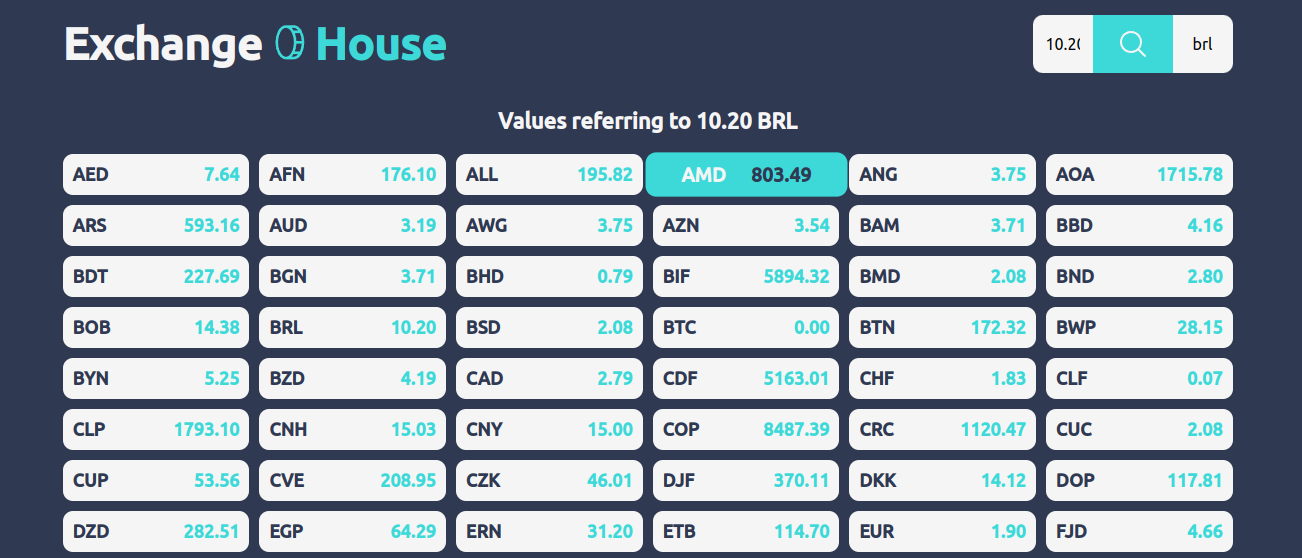 Exchange House
10.20 brl
Values referring to 10.20 BRL
AED 7.64 AFN 176.10 ALL 195.82 AMD 803.49 ANG 3.75 AOA 1715.78
ARS 593.16 AUD 3.19 AWG 3.75 AZN 3.54 BAM 3.71 BBD 4.16
BDT 227.69 BGN 3.71 BHD 0.79 BIF 5894.32 BMD 2.08 BND 2.80
BOB 14.38 BRL 10.20 BSD 2.08 BTC 0.00 BTN 172.32 BWP 28.15
BYN 5.25 BZD 4.19 CAD 2.79 CDF 5163.01 CHF 1.83 CLF 0.07
CLP 1793.10 CNH 15.03 CNY 15.00 COP 8487.39 CRC 1120.47 CUC 2.08
CUP 53.56 CVE 208.95 CZK 46.01 DJF 370.11 DKK 14.12 DOP 117.81
DZD 282.51 EGP 64.29 ERN 31.20 ETB 114.70 EUR 1.90 FJD 4.66